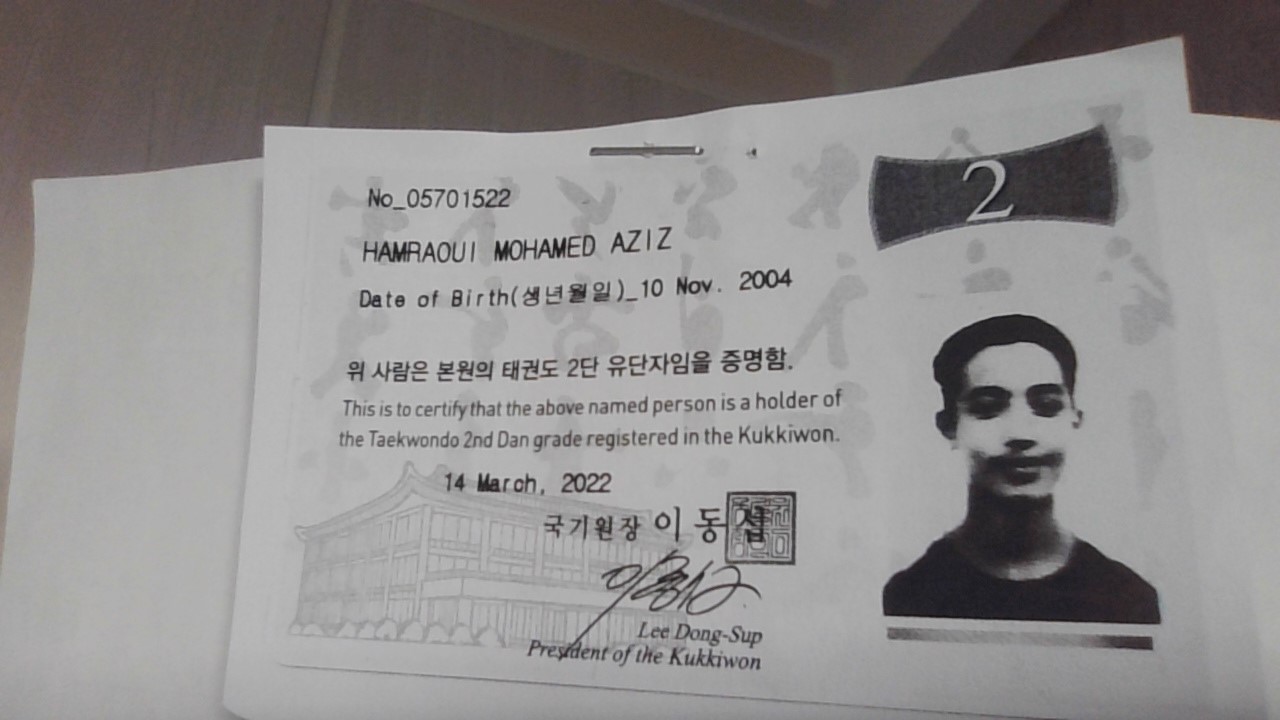 2
No_05701522
HAMRAOUI MOHAMED AZIZ
Date of Birth(생년월일)_10 Nov. 2004
위 사람은 본원의 태권도 2단 유단자임을 증명함.
This is to certify that the above named person is a holder of
the Taekwondo 2nd Dan grade registered in the Kukkiwon.
14 March, 2022
국기원장 이동섭
Lee Dong-Sup
President of the Kukkiwon